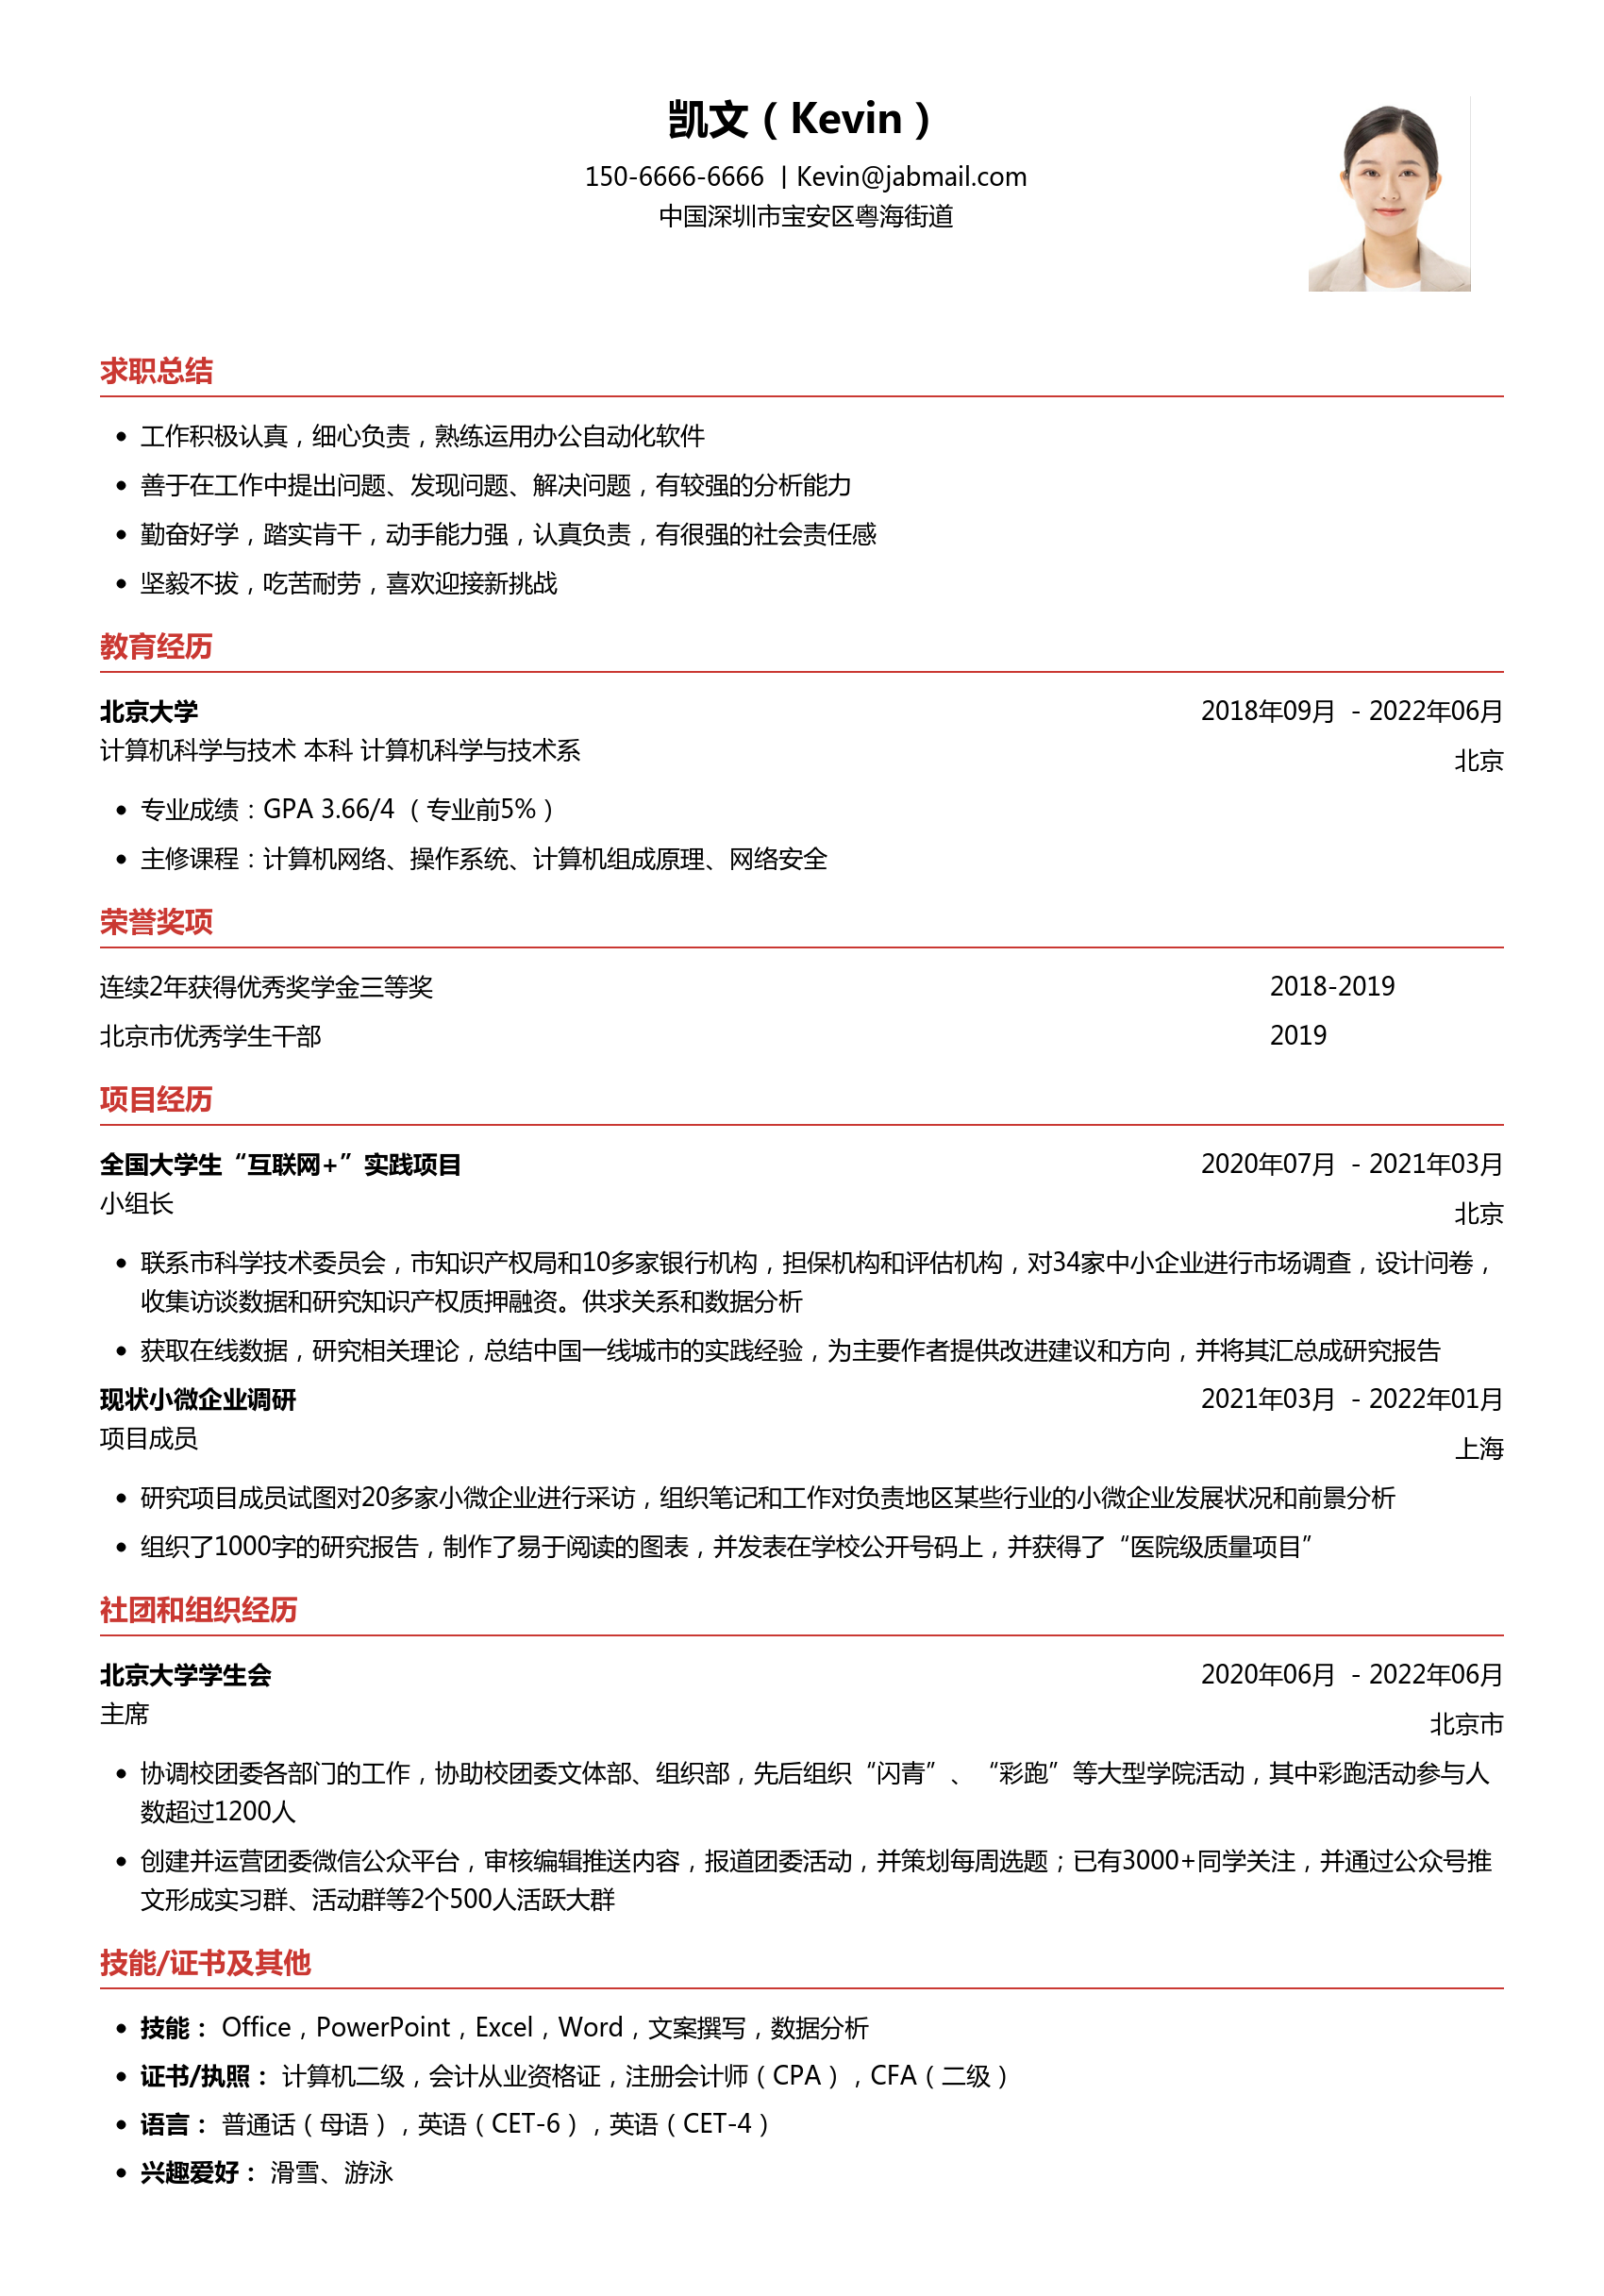 凯文（Kevin）
150-6666-6666 | Kevin@jabmail.com
中国深圳市宝安区粤海街道
求职总结
• 工作积极认真，细心负责，熟练运用办公自动化软件
• 善于在工作中提出问题、发现问题、解决问题，有较强的分析能力
• 勤奋好学，踏实肯干，动手能力强，认真负责，有很强的社会责任感
• 坚毅不拔，吃苦耐劳，喜欢迎接新挑战
教育经历
北京大学 2018年09月 - 2022年06月
计算机科学与技术 本科 计算机科学与技术系 北京
• 专业成绩：GPA 3.66/4（专业前5%）
• 主修课程：计算机网络、操作系统、计算机组成原理、网络安全
荣誉奖项
连续2年获得优秀奖学金三等奖 2018-2019
北京市优秀学生干部 2019
项目经历
全国大学生“互联网+”实践项目 2020年07月 - 2021年03月
小组长 北京
• 联系市科学技术委员会，市知识产权局和10多家银行机构，担保机构和评估机构，对34家中小企业进行市场调查，设计问卷，
收集访谈数据和研究知识产权质押融资。供求关系和数据分析
• 获取在线数据，研究相关理论，总结中国一线城市的实践经验，为主要作者提供改进建议和方向，并将其汇总成研究报告
现状小微企业调研 2021年03月 - 2022年01月
项目成员 上海
• 研究项目成员试图对20多家小微企业进行采访，组织笔记和工作对负责地区某些行业的小微企业发展状况和前景分析
• 组织了1000字的研究报告，制作了易于阅读的图表，并发表在学校公开号码上，并获得了“医院级质量项目”
社团和组织经历
北京大学学生会 2020年06月 - 2022年06月
主席 北京市
• 协调校团委各部门的工作，协助校团委文体部、组织部，先后组织“闪青”、“彩跑”等大型学院活动，其中彩跑活动参与人
数超过1200人
• 创建并运营团委微信公众平台，审核编辑推送内容，报道团委活动，并策划每周选题；已有3000+同学关注，并通过公众号推
文形成实习群、活动群等2个500人活跃大群
技能/证书及其他
• 技能： Office，PowerPoint，Excel，Word，文案撰写，数据分析
• 证书/执照： 计算机二级，会计从业资格证，注册会计师（CPA），CFA（二级）
• 语言： 普通话（母语），英语（CET-6），英语（CET-4）
• 兴趣爱好： 滑雪、游泳